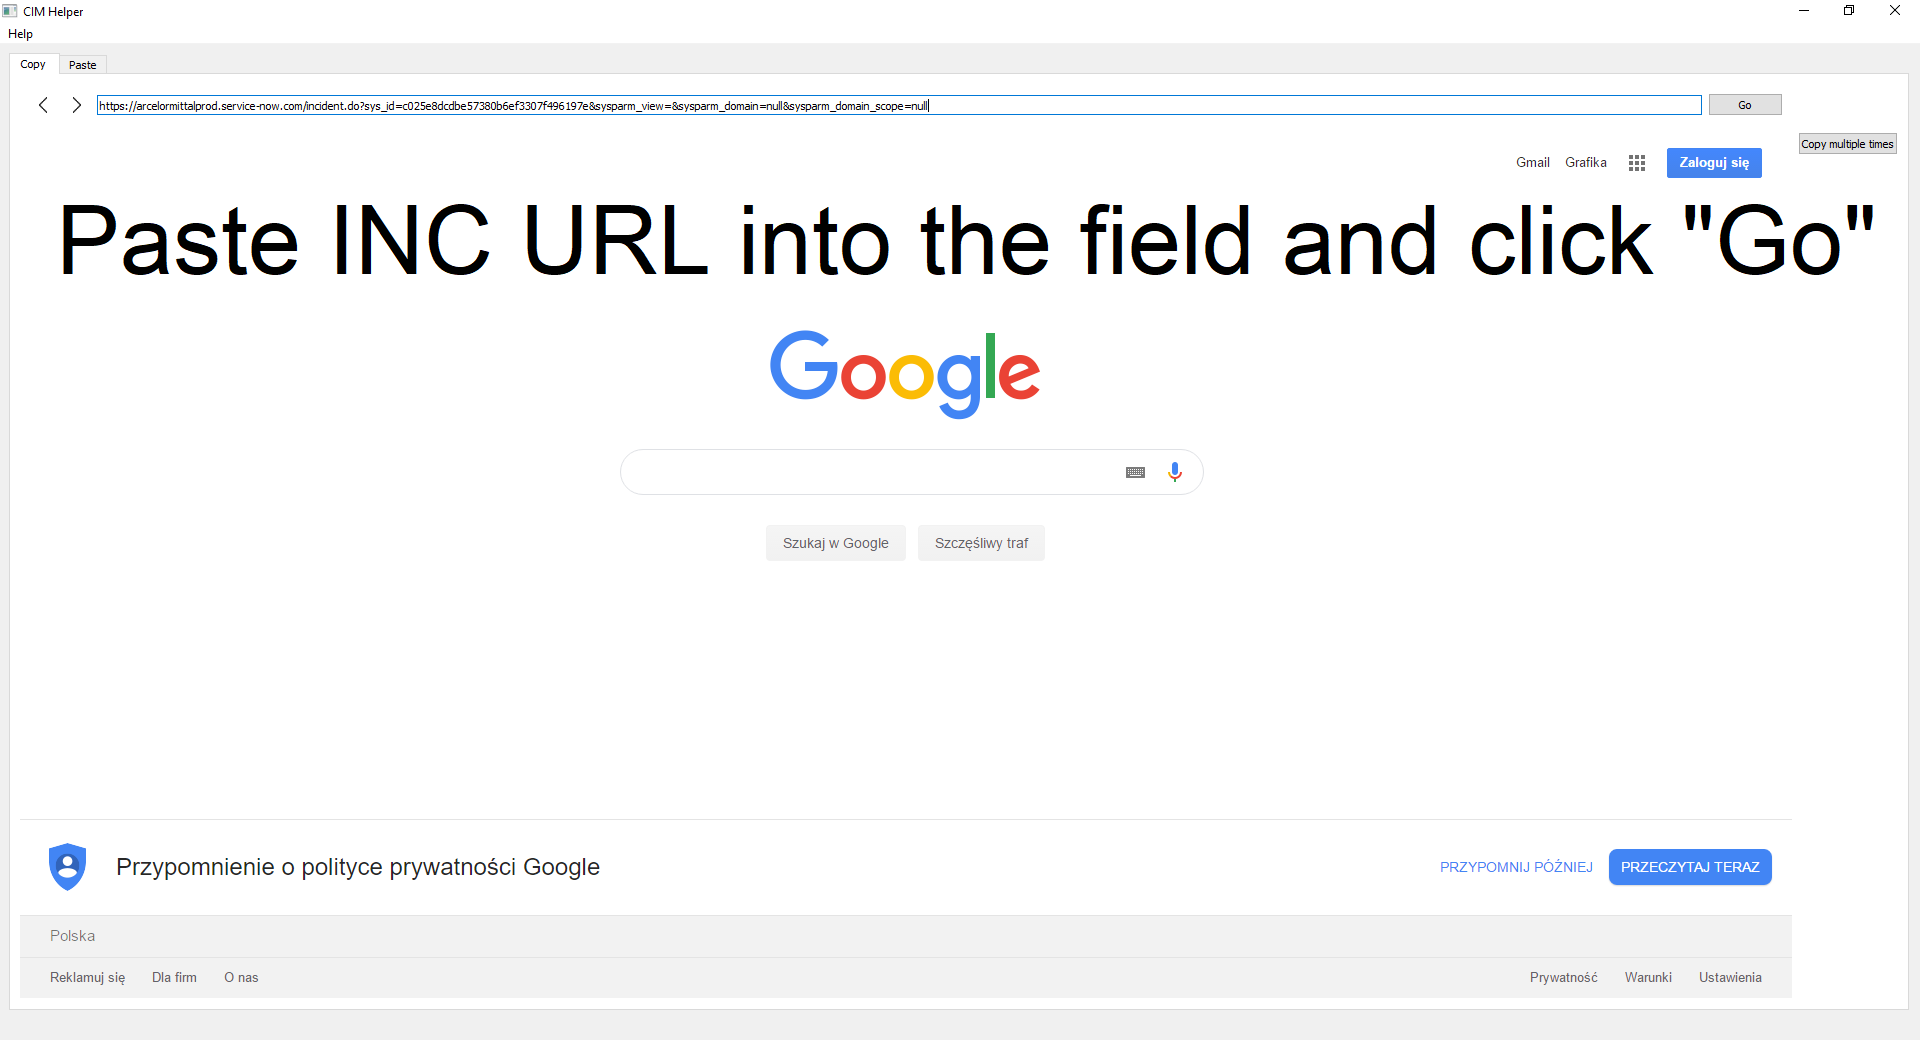 CIM Helper
Help
Copy Paste
https://arcelormittalprod.service-now.com/incident.do?sys_id=c025e8dcdbe57380b6ef3307f496197e&sysparm_view=&sysparm_domain=null&sysparm_domain_scope=null Go
Copy multiple times
Gmail Grafika Zaloguj się
Paste INC URL into the field and click "Go"
Google
Szukaj w Google Szczęśliwy traf
Przypomnienie o polityce prywatności Google PRZYPOMNIJ PÓŹNIEJ PRZECZYTAJ TERAZ
Polska
Reklamuj się Dla firm O nas Prywatność Warunki Ustawienia